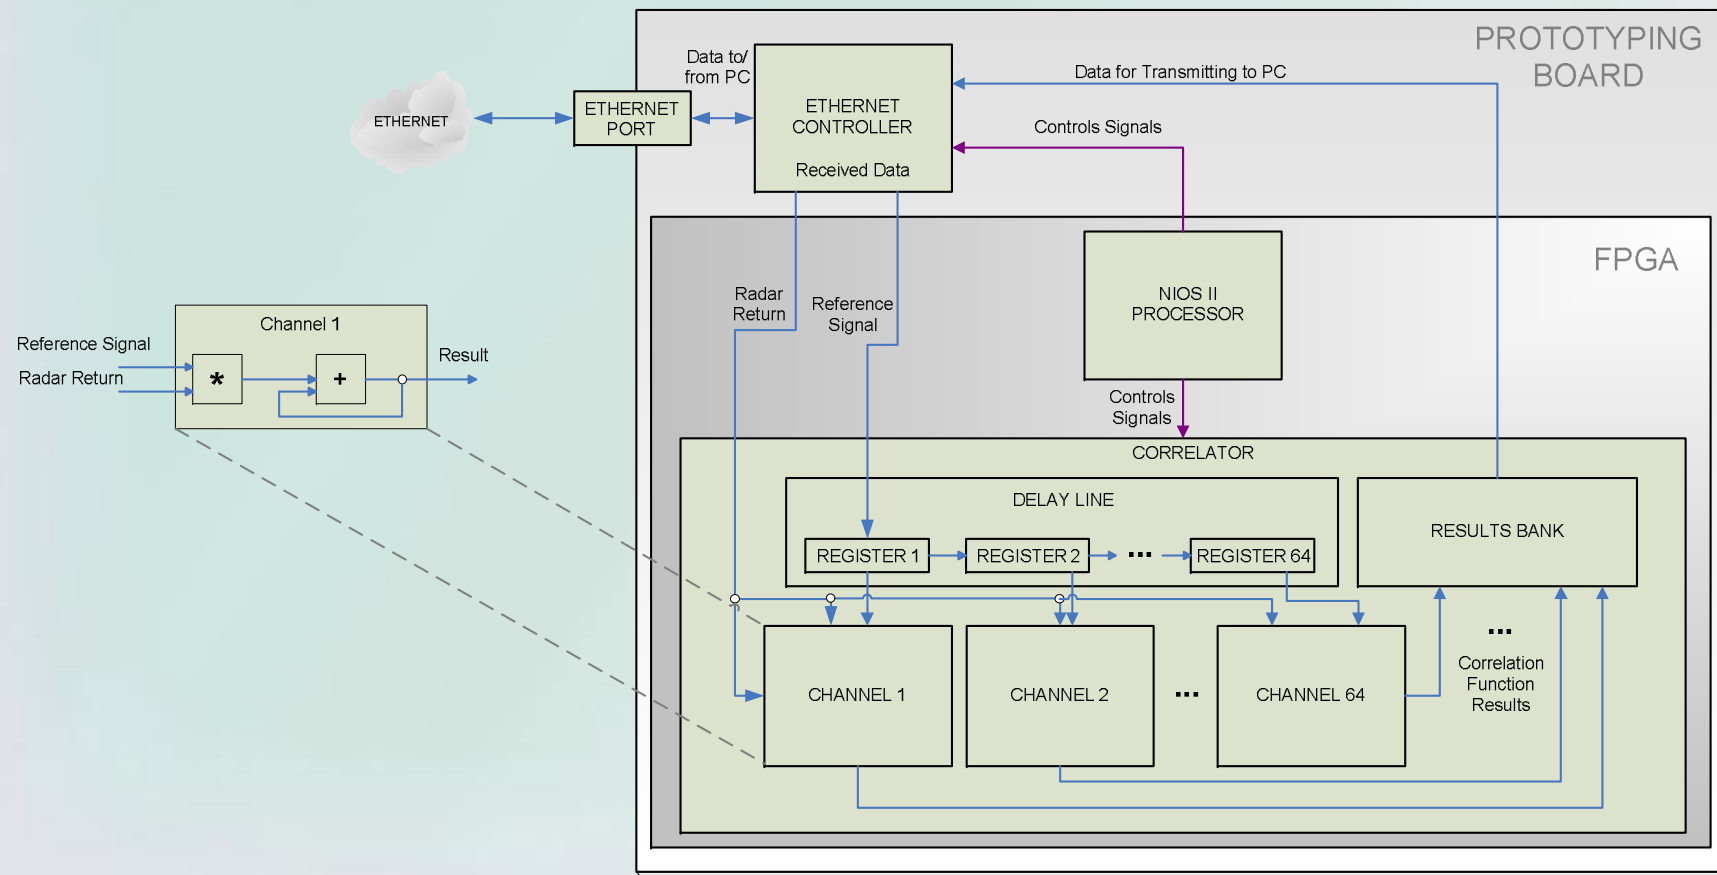 PROTOTYPING
BOARD
Data to/
from PC
Data for Transmitting to PC
ETHERNET
ETHERNET
PORT
ETHERNET
CONTROLLER
Controls Signals
Received Data
FPGA
Radar
Return
Reference
Signal
NIOS II
PROCESSOR
Channel 1
Reference Signal
Radar Return
*
+
Result
Controls
Signals
CORRELATOR
DELAY LINE
RESULTS BANK
REGISTER 1
REGISTER 2
...
REGISTER 64
CHANNEL 1
CHANNEL 2
...
CHANNEL 64
...
Correlation
Function
Results